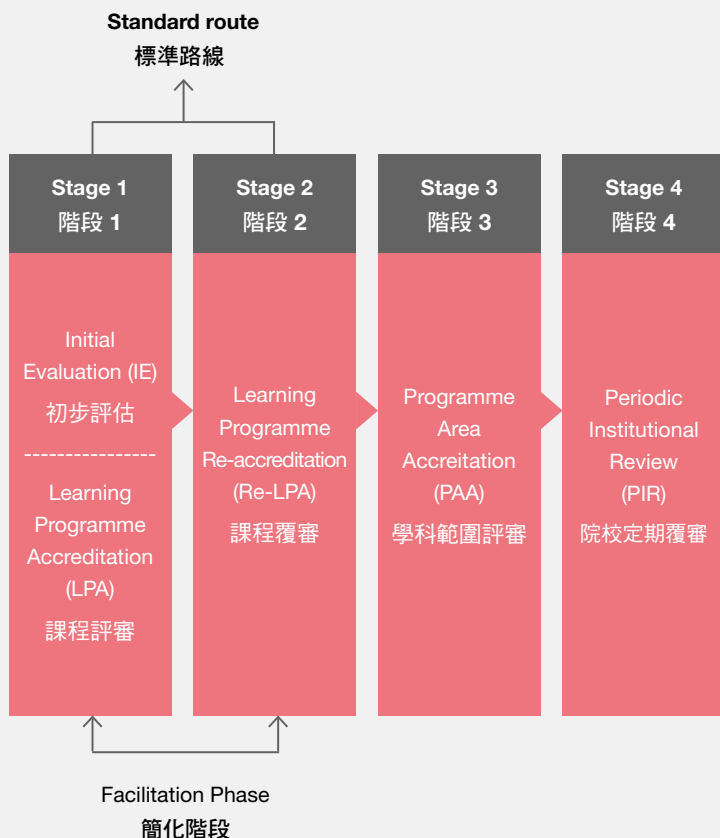 Standard route
標準路線
Stage 1
階段 1
Stage 2
階段 2
Stage 3
階段 3
Stage 4
階段 4
Initial
Evaluation (IE)
初步評估
Learning
Programme
Accreditation
(LPA)
課程評審
Learning
Programme
Re-accreditation
(Re-LPA)
課程覆審
Programme
Area
Accreitation
(PAA)
學科範圍評審
Periodic
Institutional
Review
(PIR)
院校定期覆審
Facilitation Phase
簡化階段